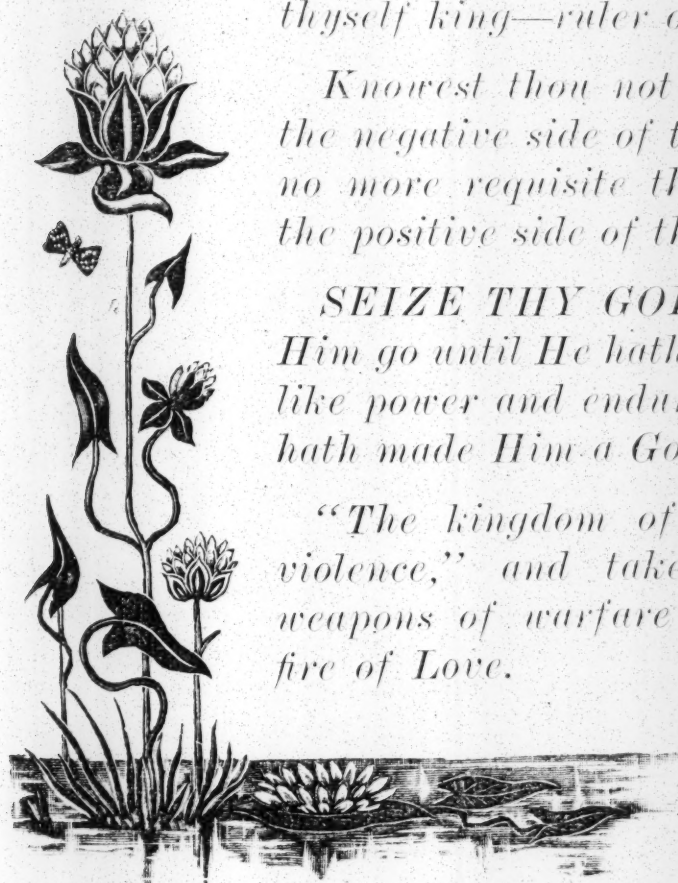 thyself king—ruler o
Knowest thou not
the negative side of t
no more requisite th
the positive side of th
SEIZE THY GOD
Him go until He hath
like power and endu
hath made Him a Go
“The kingdom of
violence,” and take
weapons of warfare
fire of Love.